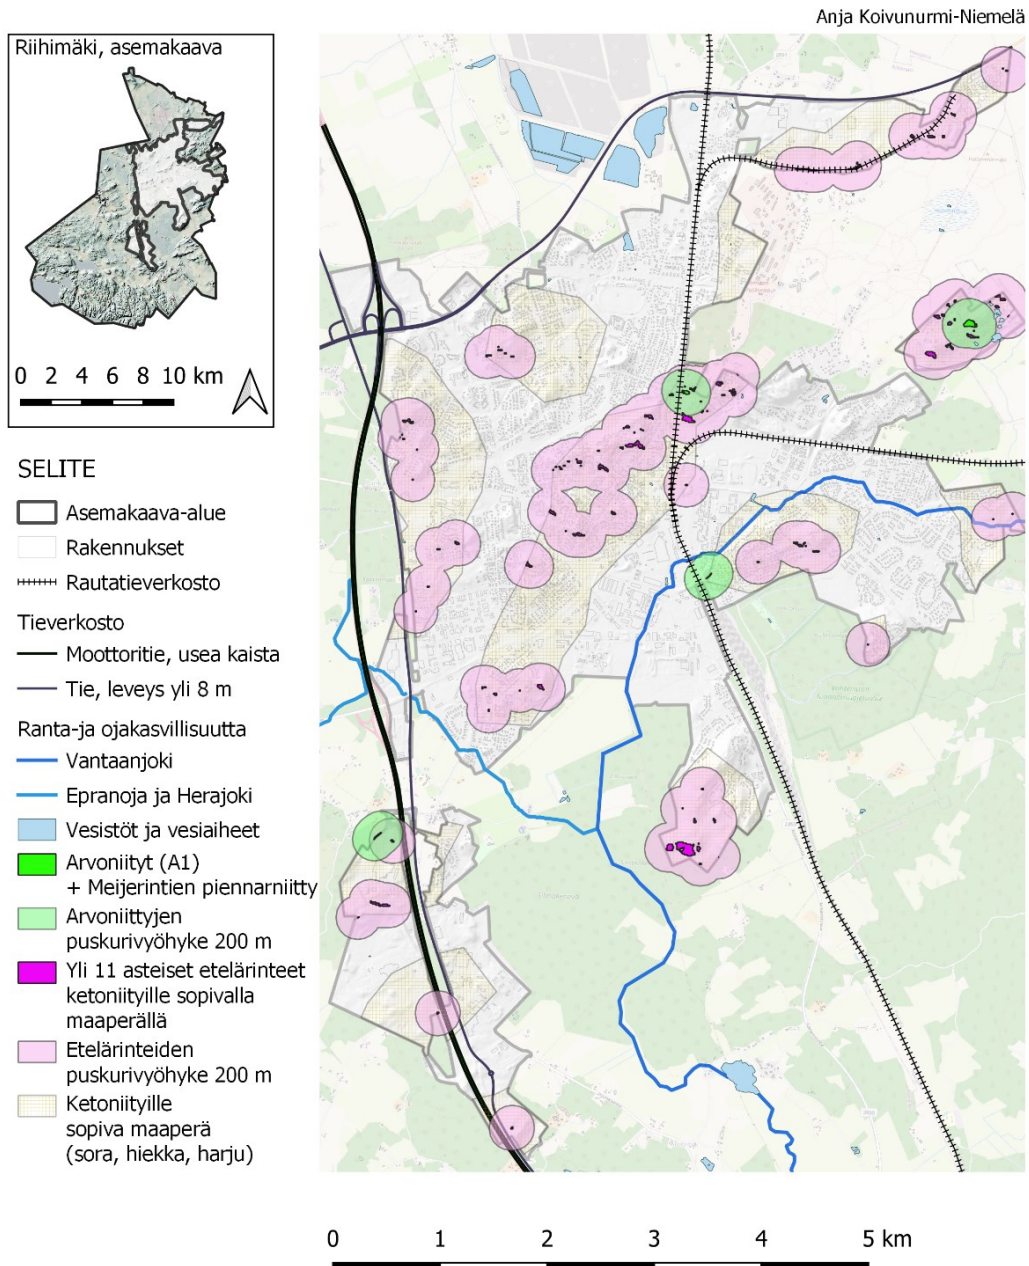 Anja Koivunurmi-Niemelä
Riihimäki, asemakaava
0 2 4 6 8 10 km
SELITE
Asemakaava-alue
Rakennukset
Rautatieverkosto
Tieverkosto
Moottoritie, usea kaista
Tie, leveys yli 8 m
Ranta-ja ojakasvillisuutta
Vantaanjoki
Epranoja ja Herajoki
Vesistöt ja vesiaiheet
Arvoniityt (A1)
+ Meijerintien piennarniitty
Arvoniittyjen
puskurivyöhyke 200 m
Yli 11 asteiset etelärinteet
ketoniityille sopivalla
maaperällä
Etelärinteiden
puskurivyöhyke 200 m
Ketoniityille
sopiva maaperä
(sora, hiekka, harju)
0 1 2 3 4 5 km